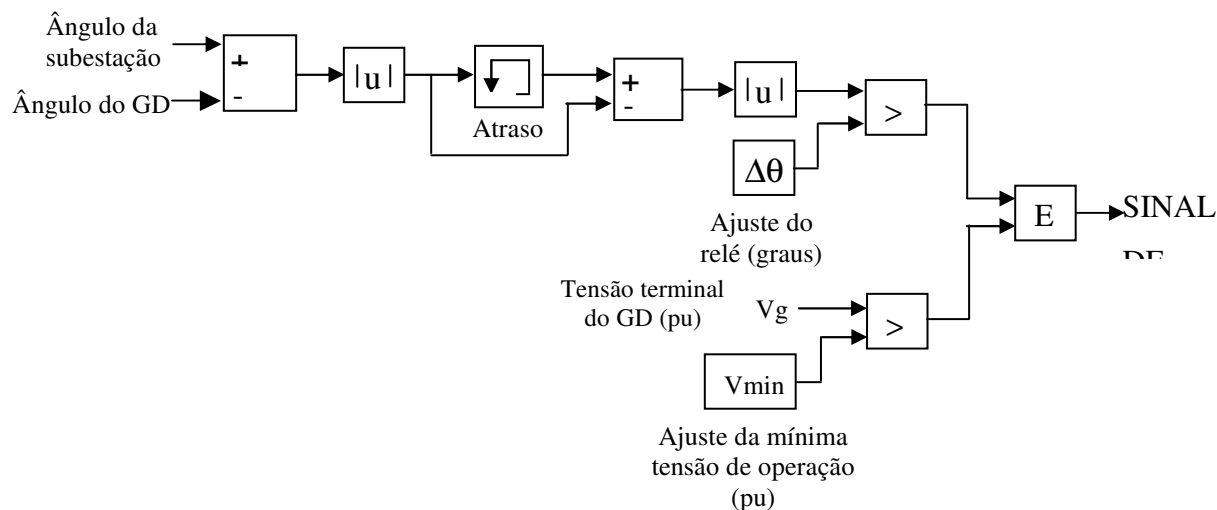 Ângulo da
subestação
Ângulo do GD
+
-
|u|
Atraso
+
-
|u|
>
Δθ
Ajuste do
relé (graus)
E
SINAL
DE
Tensão terminal
do GD (pu)
Vg
>
Vmin
Ajuste da mínima
tensão de operação
(pu)